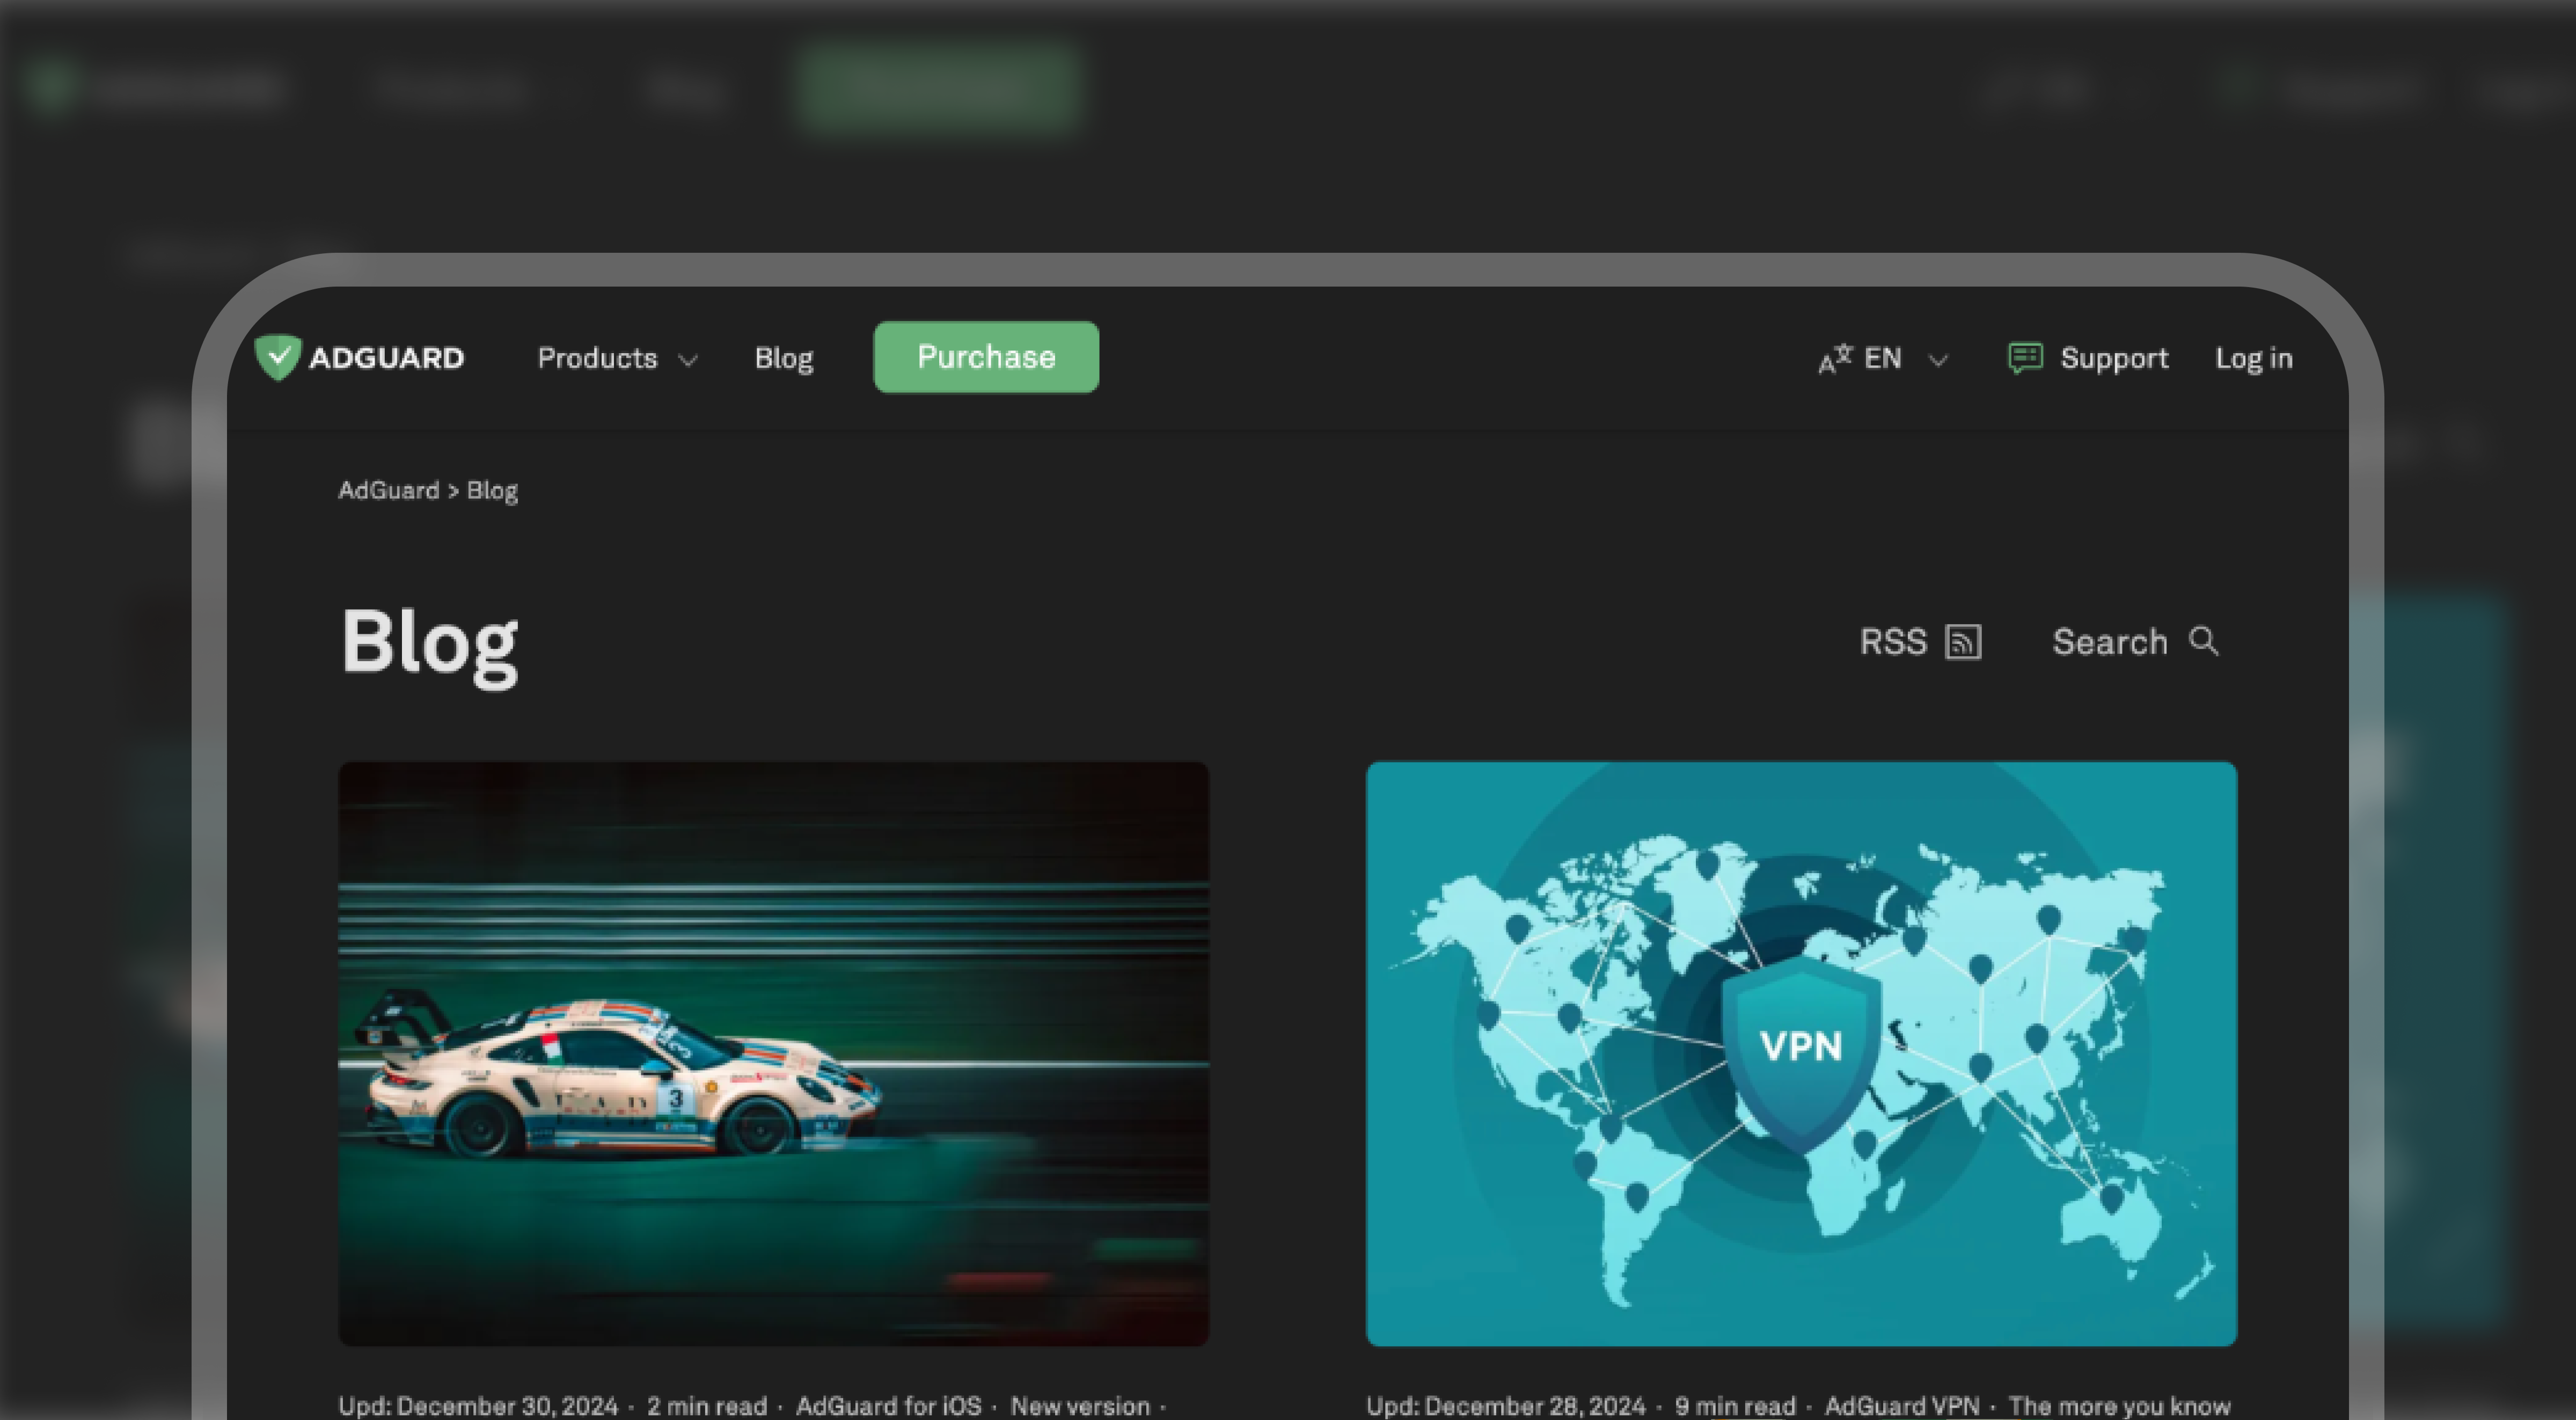 ADGUARD Products Blog Purchase EN Support Log in
AdGuard > Blog
Blog
RSS Search
3
VPN
Upd: December 30, 2024 · 2 min read · AdGuard for iOS · New version ·
Upd: December 28, 2024 · 9 min read · AdGuard VPN · The more you know